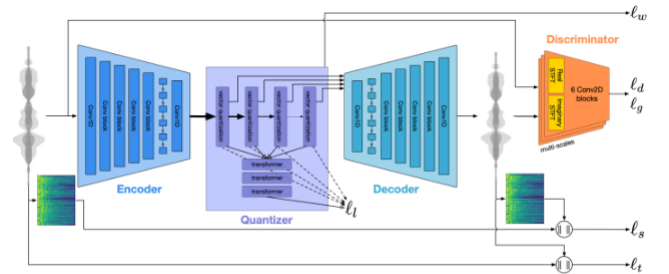 ℓw
Discriminator
Real STFT
Imaginary STFT
6 Conv2D
blocks
multi-scales
ℓd
ℓg
Conv1D
Conv block
Conv block
Conv block
Conv block
Conv1D
Encoder
vector quantization
vector quantization
vector quantization
vector quantization
transformer
transformer
transformer
ℓl
Quantizer
Conv1D
Conv block
Conv block
Conv block
Conv block
Conv1D
Decoder
ℓs
ℓt